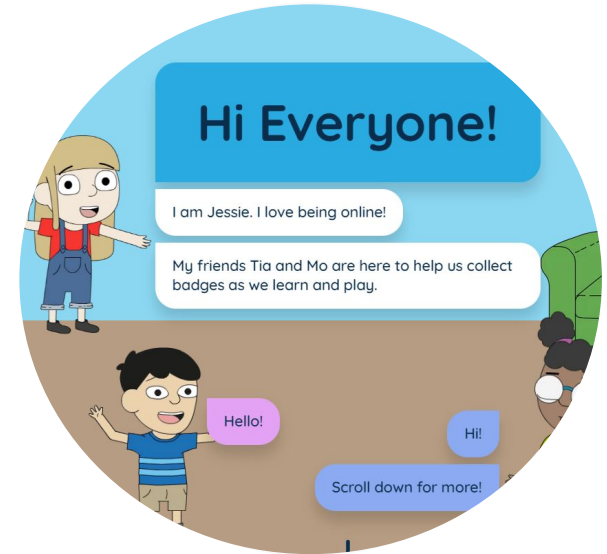 Hi Everyone!
I am Jessie. I love being online!
My friends Tia and Mo are here to help us collect
badges as we learn and play.
Hello!
Hi!
Scroll down for more!